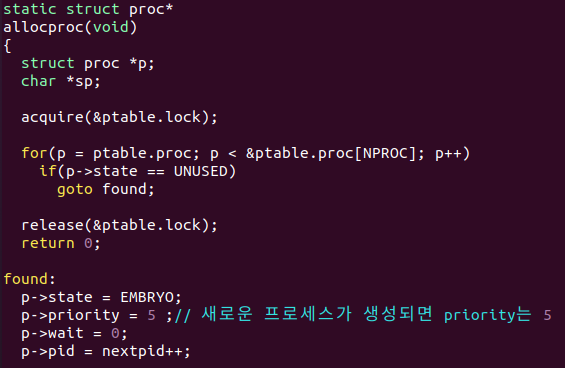 static struct proc*
allocproc(void)
{
  struct proc *p;
  char *sp;

  acquire(&ptable.lock);

  for(p = ptable.proc; p < &ptable.proc[NPROC]; p++)
    if(p->state == UNUSED)
      goto found;

  release(&ptable.lock);
  return 0;

found:
  p->state = EMBRYO;
  p->priority = 5 ;// 새로운 프로세스가 생성되면 priority는 5
  p->wait = 0;
  p->pid = nextpid++;